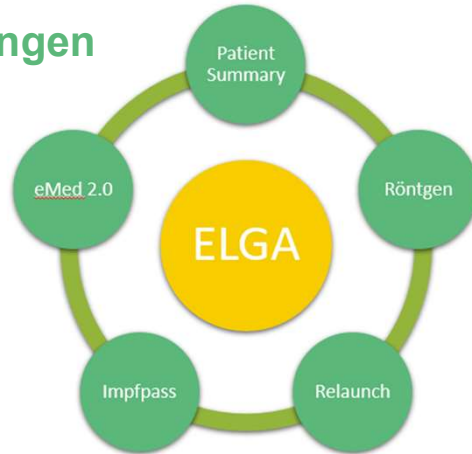 ngen
Patient
Summary
eMed 2.0
Röntgen
ELGA
Impfpass
Relaunch